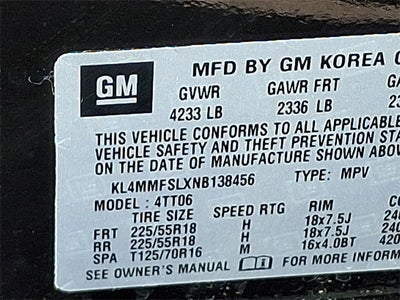 GM
MFD BY GM KOREA
GVWR GAWR FRT
4233 LB 2336 LB
THIS VEHICLE CONFORMS TO ALL APPLICABLE
VEHICLE SAFETY AND THEFT PREVENTION
ON THE DATE OF MANUFACTURE SHOWN ABOVE
KL4MMFSLXNB138456 TYPE: MPV
MODEL: 4TT06
TIRE SIZE SPEED RTG RIM
FRT 225/55R18 H 18x7.5J
RR 225/55R18 H 18x7.5J
SPA T125/70R16 M 16x4.0BT
SEE OWNER'S MANUAL FOR MORE